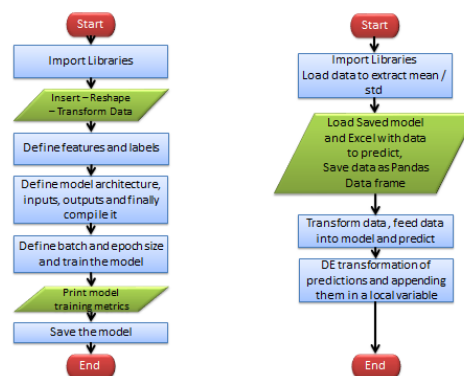 Start
Import Libraries
Insert – Reshape
– Transform Data
Define features and labels
Define model architecture,
inputs, outputs and finally
compile it
Define batch and epoch size
and train the model
Print model
training metrics
Save the model
End
Start
Import Libraries
Load data to extract mean /
std
Load Saved model
and Excel with data
to predict,
Save data as Pandas
Data frame
Transform data, feed data
into model and predict
DE transformation of
predictions and appending
them in a local variable
End